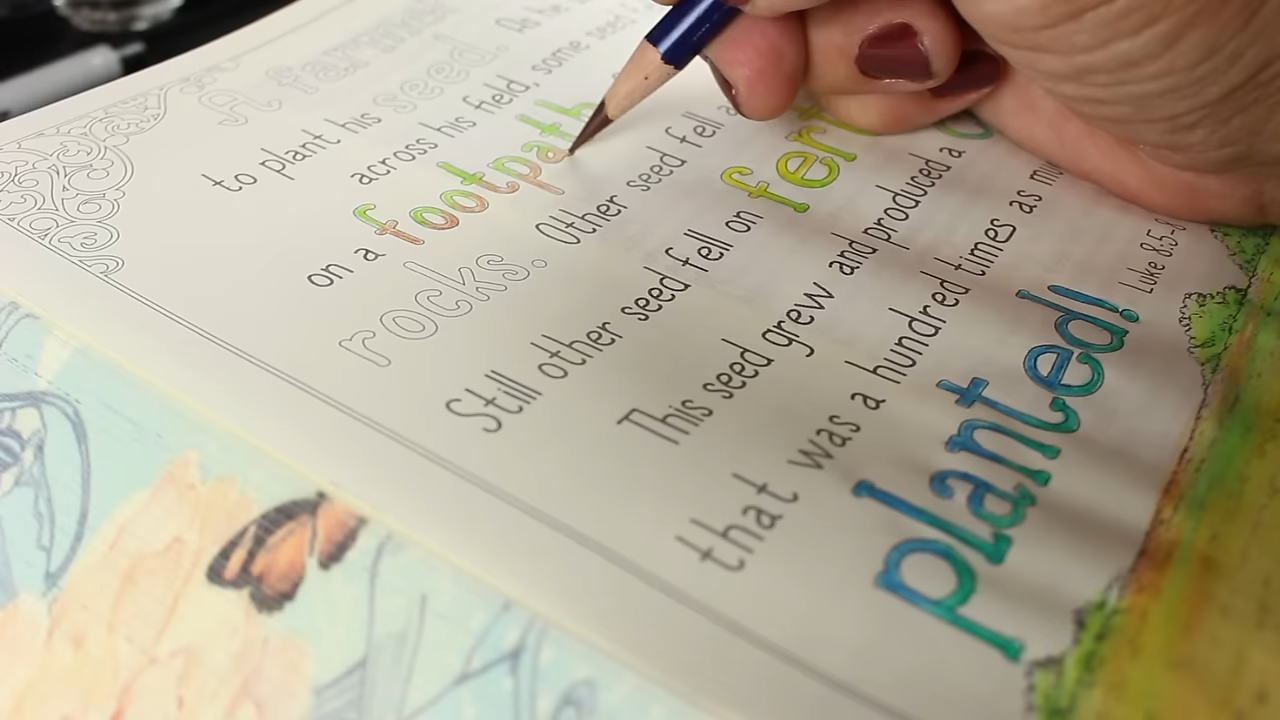 A farmer
to plant his seed. As he
across his field, some seed
on a footpath
rocks. Other seed fell
Still other seed fell on
This seed grew and produced a
that was a hundred times as
planted!
Luke 8:5-8